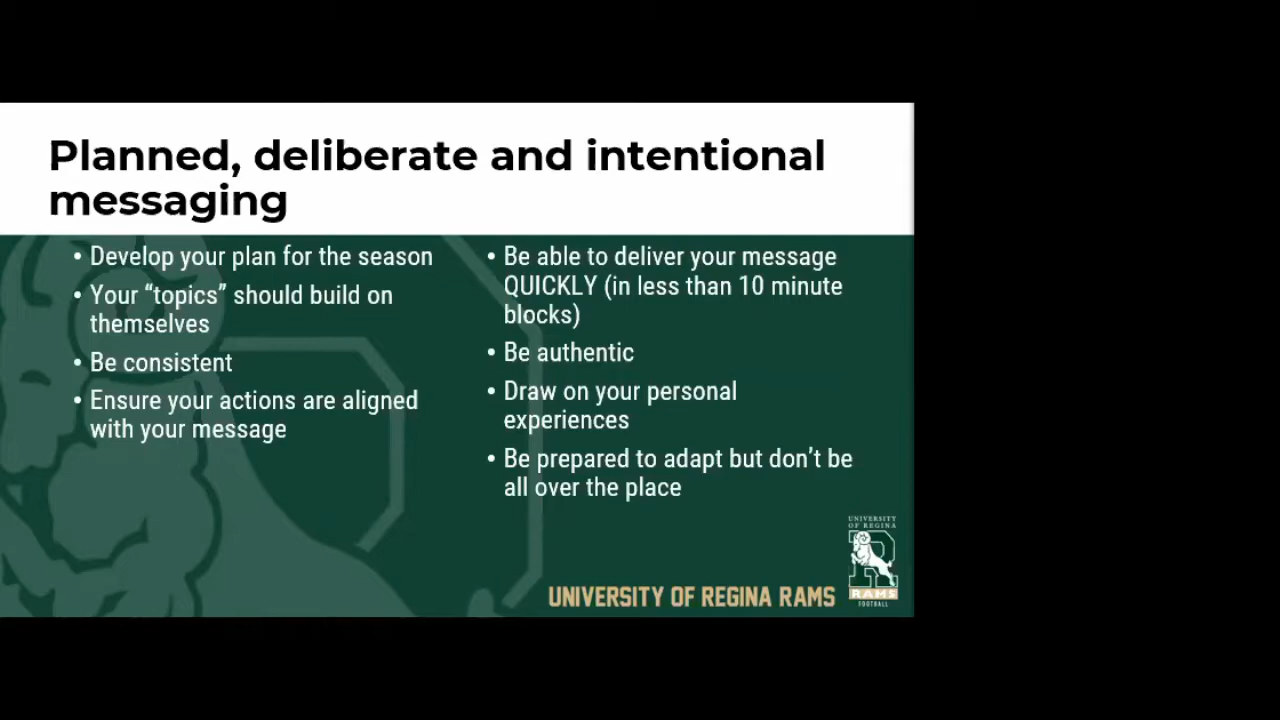 Planned, deliberate and intentional
messaging
• Develop your plan for the season
• Your “topics” should build on
themselves
• Be consistent
• Ensure your actions are aligned
with your message
• Be able to deliver your message
QUICKLY (in less than 10 minute
blocks)
• Be authentic
• Draw on your personal
experiences
• Be prepared to adapt but don’t be
all over the place
UNIVERSITY OF REGINA RAMS
UNIVERSITY
OF REGINA
R
RAMS
FOOTBALL